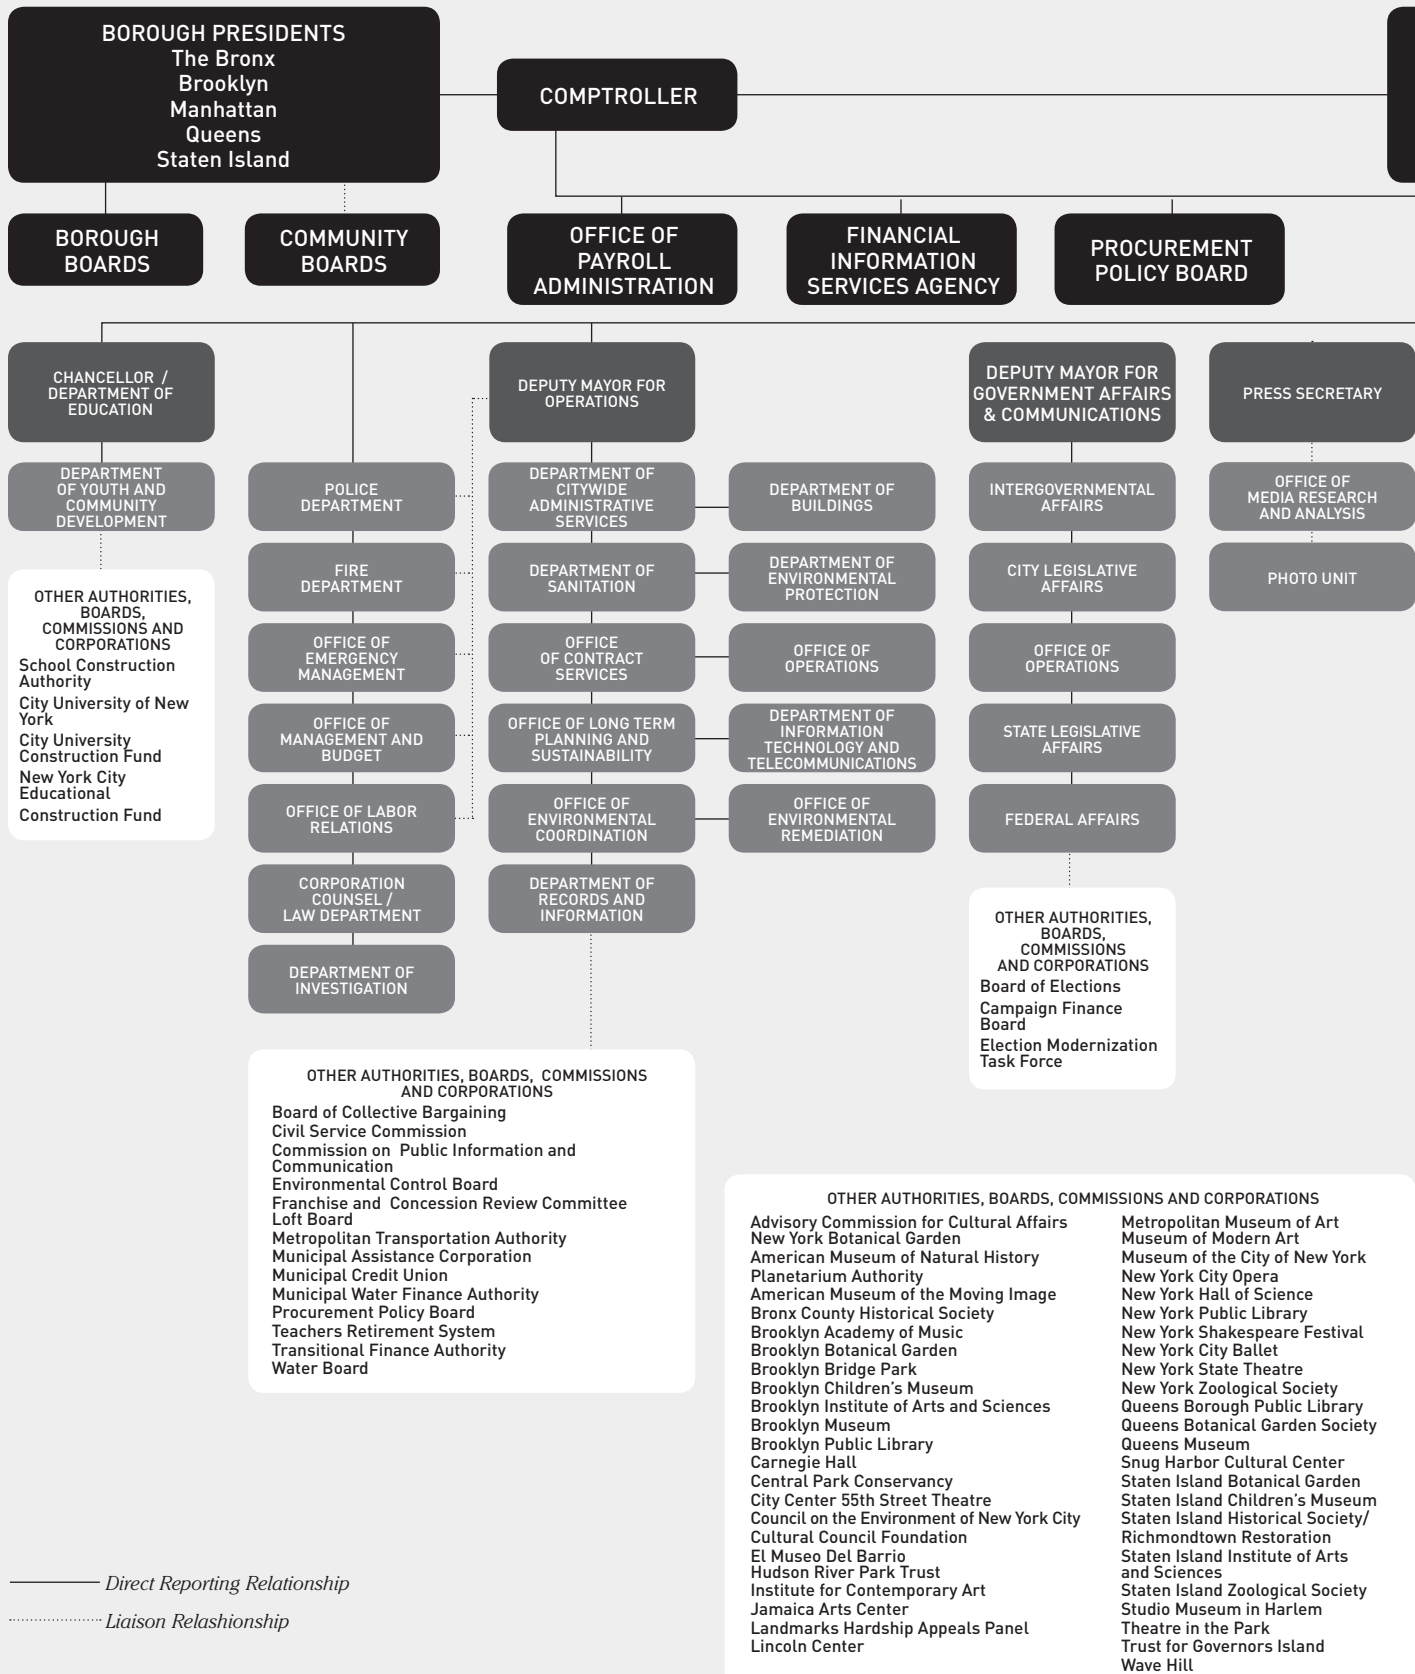 BOROUGH PRESIDENTS
The Bronx
Brooklyn
Manhattan
Queens
Staten Island
COMPTROLLER
BOROUGH
BOARDS
COMMUNITY
BOARDS
OFFICE OF
PAYROLL
ADMINISTRATION
FINANCIAL
INFORMATION
SERVICES AGENCY
PROCUREMENT
POLICY BOARD
CHANCELLOR /
DEPARTMENT OF
EDUCATION
DEPUTY MAYOR FOR
OPERATIONS
DEPUTY MAYOR FOR
GOVERNMENT AFFAIRS
& COMMUNICATIONS
PRESS SECRETARY
DEPARTMENT
OF YOUTH AND
COMMUNITY
DEVELOPMENT
OTHER AUTHORITIES,
BOARDS,
COMMISSIONS AND
CORPORATIONS
School Construction
Authority
City University of New
York
City University
Construction Fund
New York City
Educational
Construction Fund
POLICE
DEPARTMENT
FIRE
DEPARTMENT
OFFICE OF
EMERGENCY
MANAGEMENT
OFFICE OF
MANAGEMENT AND
BUDGET
OFFICE OF LABOR
RELATIONS
CORPORATION
COUNSEL /
LAW DEPARTMENT
DEPARTMENT OF
INVESTIGATION
DEPARTMENT OF
CITYWIDE
ADMINISTRATIVE
SERVICES
DEPARTMENT OF
SANITATION
OFFICE
OF CONTRACT
SERVICES
OFFICE OF LONG TERM
PLANNING AND
SUSTAINABILITY
OFFICE OF
ENVIRONMENTAL
COORDINATION
DEPARTMENT OF
RECORDS AND
INFORMATION
DEPARTMENT OF
BUILDINGS
DEPARTMENT OF
ENVIRONMENTAL
PROTECTION
OFFICE OF
OPERATIONS
DEPARTMENT OF
INFORMATION
TECHNOLOGY AND
TELECOMMUNICATIONS
OFFICE OF
ENVIRONMENTAL
REMEDIATION
INTERGOVERNMENTAL
AFFAIRS
CITY LEGISLATIVE
AFFAIRS
OFFICE OF
OPERATIONS
STATE LEGISLATIVE
AFFAIRS
FEDERAL AFFAIRS
OTHER AUTHORITIES,
BOARDS,
COMMISSIONS
AND CORPORATIONS
Board of Elections
Campaign Finance
Board
Election Modernization
Task Force
OFFICE OF
MEDIA RESEARCH
AND ANALYSIS
PHOTO UNIT
OTHER AUTHORITIES, BOARDS, COMMISSIONS
AND CORPORATIONS
Board of Collective Bargaining
Civil Service Commission
Commission on Public Information and
Communication
Environmental Control Board
Franchise and Concession Review Committee
Loft Board
Metropolitan Transportation Authority
Municipal Assistance Corporation
Municipal Credit Union
Municipal Water Finance Authority
Procurement Policy Board
Teachers Retirement System
Transitional Finance Authority
Water Board
OTHER AUTHORITIES, BOARDS, COMMISSIONS AND CORPORATIONS
Advisory Commission for Cultural Affairs
New York Botanical Garden
American Museum of Natural History
Planetarium Authority
American Museum of the Moving Image
Bronx County Historical Society
Brooklyn Academy of Music
Brooklyn Botanical Garden
Brooklyn Bridge Park
Brooklyn Children's Museum
Brooklyn Institute of Arts and Sciences
Brooklyn Museum
Brooklyn Public Library
Carnegie Hall
Central Park Conservancy
City Center 55th Street Theatre
Council on the Environment of New York City
Cultural Council Foundation
El Museo Del Barrio
Hudson River Park Trust
Institute for Contemporary Art
Jamaica Arts Center
Landmarks Hardship Appeals Panel
Lincoln Center
Metropolitan Museum of Art
Museum of Modern Art
Museum of the City of New York
New York City Opera
New York Hall of Science
New York Public Library
New York Shakespeare Festival
New York City Ballet
New York State Theatre
New York Zoological Society
Queens Borough Public Library
Queens Botanical Garden Society
Queens Museum
Snug Harbor Cultural Center
Staten Island Botanical Garden
Staten Island Children's Museum
Staten Island Historical Society/
Richmondtown Restoration
Staten Island Institute of Arts
and Sciences
Staten Island Zoological Society
Studio Museum in Harlem
Theatre in the Park
Trust for Governors Island
Wave Hill
Direct Reporting Relationship
Liaison Relashionship